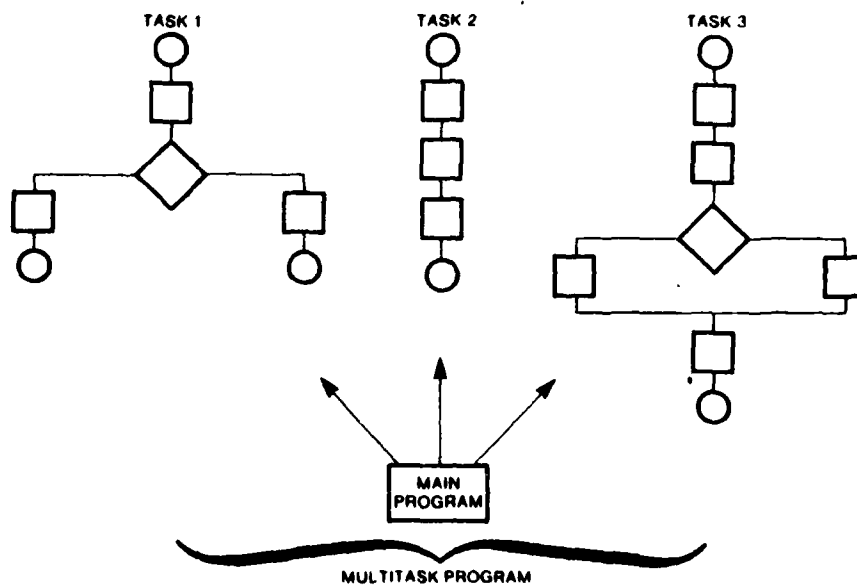 TASK 1
TASK 2
TASK 3
MAIN
PROGRAM
MULTITASK PROGRAM